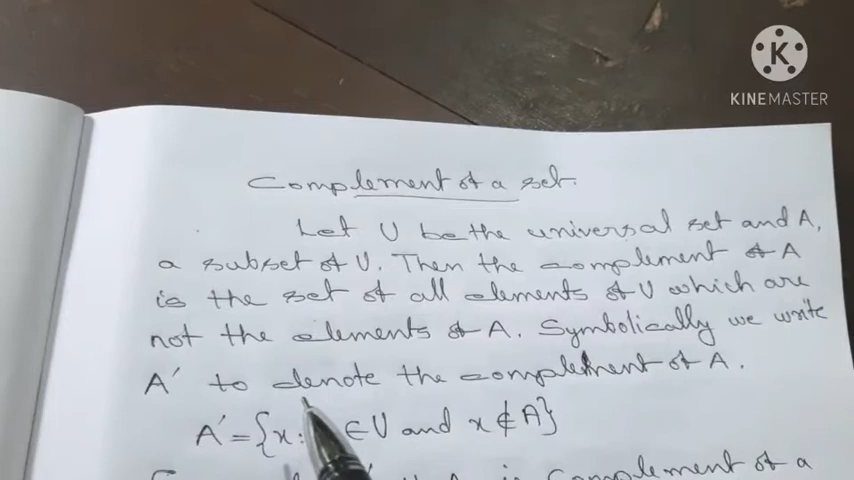 KINEMASTER
Complement of a set.
Let U be the universal set and A,
a subset of U. Then the complement of A
is the set of all elements of U which are
not the elements of A. Symbolically we write
A' to denote the complement of A.
A' = {x: ∈ U and x ∉ A}
is complement of a